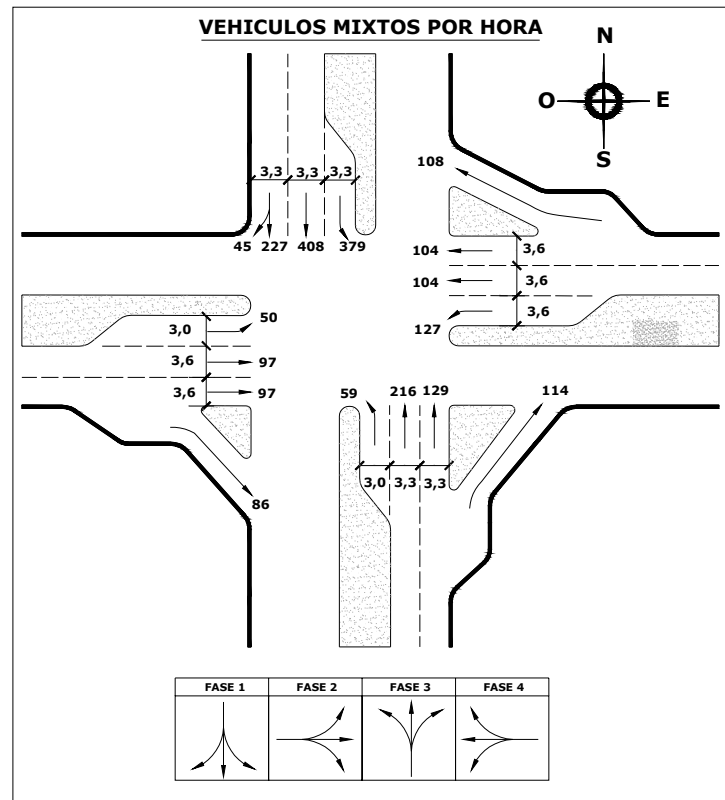 VEHICULOS MIXTOS POR HORA
N
O E
S
108
3,3 3,3 3,3
45 227 408 379
104 3,6
104 3,6
127 3,6
50
3,0
97
3,6
97
3,6
86
59 216 129 114
3,0 3,3 3,3
FASE 1 FASE 2 FASE 3 FASE 4